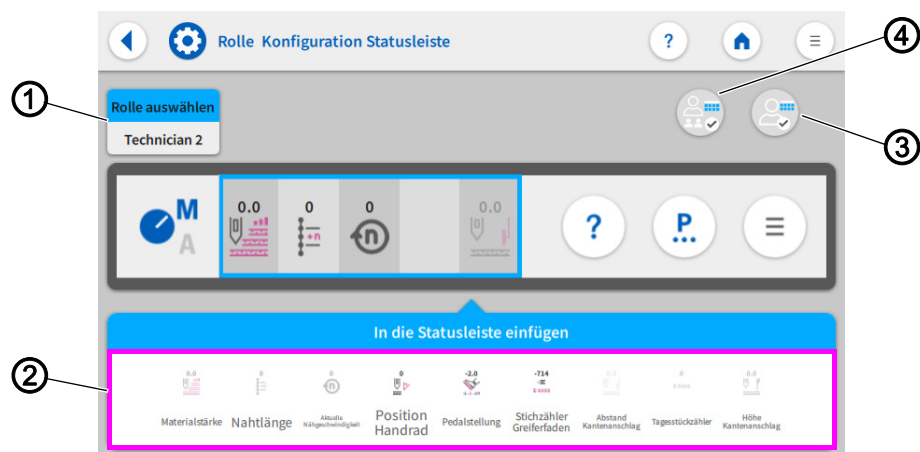 Rolle Konfiguration Statusleiste
?
④
①
Rolle auswählen
Technician 2
③
M
A
0.0
0
+n
0
n
0.0
?
P
In die Statusleiste einfügen
②
0.0
0
0
n
0
-2.0
-714
0.0
0
0.0
Materialstärke
Nahtlänge
Aktuelle
Nähgeschwindigkeit
Position
Handrad
Pedalstellung
Stichzähler
Greiferfaden
Abstand
Kantenanschlag
Tagesstückzähler
Höhe
Kantenanschlag